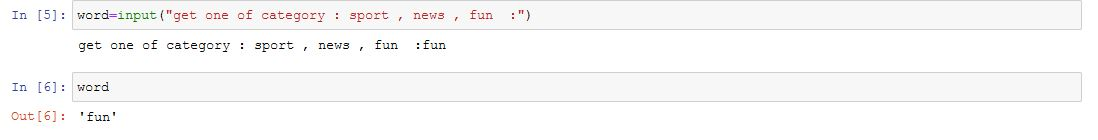 In [5]: word=input("get one of category : sport , news , fun  :")
get one of category : sport , news , fun  :fun
In [6]: word
Out[6]: 'fun'